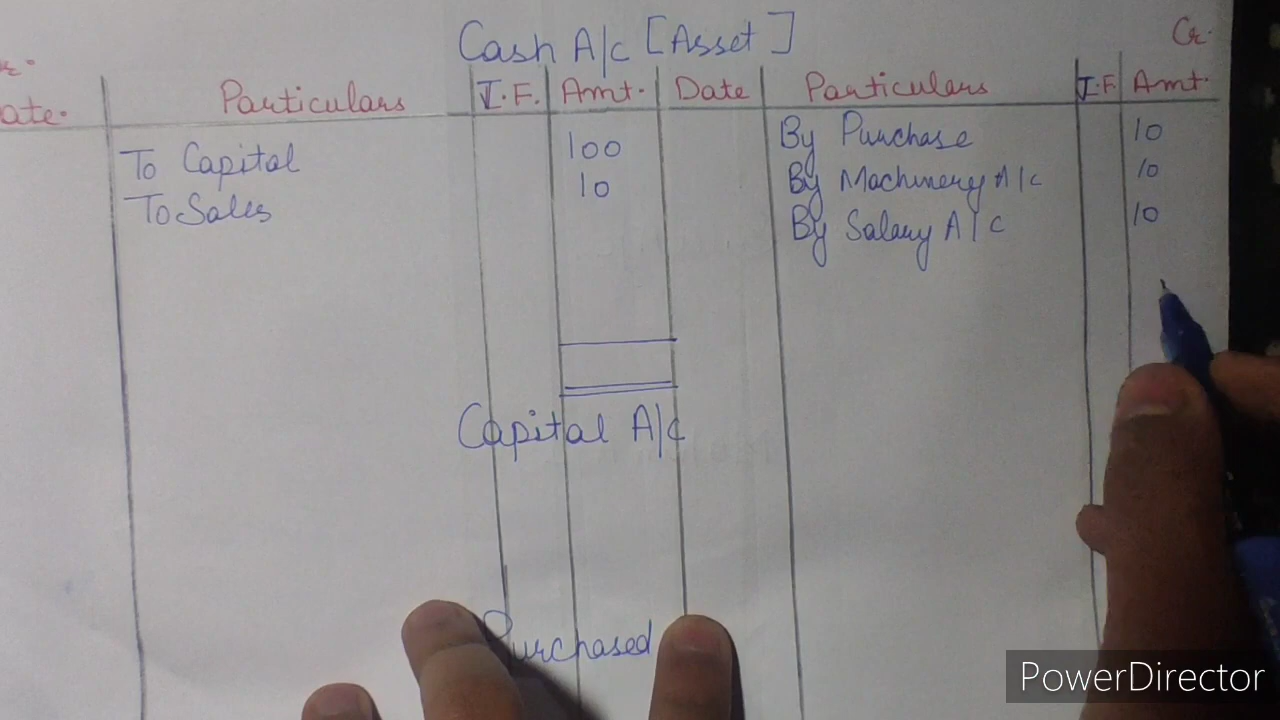 Cash A/c [Asset]
Cr.
ate.
Particulars
I.F.
Amt.
Date
Particulars
I.F.
Amt.
To Capital
100
By Purchase
10
To Sales
10
By Machinery A/c
10
By Salary A/c
10
Capital A/c
Purchased
PowerDirector